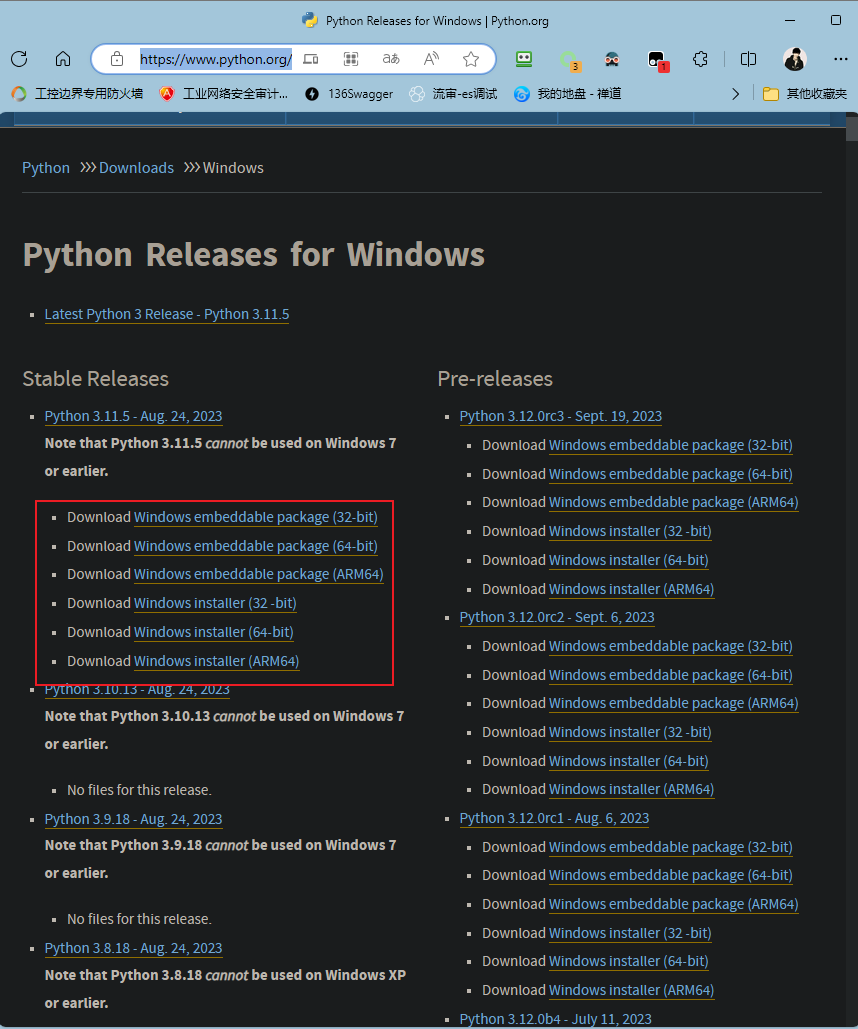 Python Releases for Windows | Python.org
https://www.python.org/
aあ
A
3
1
工控边界专用防火墙
工业网络安全审计...
136Swagger
流审-es调试
我的地盘 - 禅道
其他收藏夹
Python >>> Downloads >>> Windows
Python Releases for Windows
Latest Python 3 Release - Python 3.11.5
Stable Releases
Python 3.11.5 - Aug. 24, 2023
Note that Python 3.11.5 cannot be used on Windows 7
or earlier.
Download Windows embeddable package (32-bit)
Download Windows embeddable package (64-bit)
Download Windows embeddable package (ARM64)
Download Windows installer (32 -bit)
Download Windows installer (64-bit)
Download Windows installer (ARM64)
Python 3.10.13 - Aug. 24, 2023
Note that Python 3.10.13 cannot be used on Windows 7
or earlier.
No files for this release.
Python 3.9.18 - Aug. 24, 2023
Note that Python 3.9.18 cannot be used on Windows 7
or earlier.
No files for this release.
Python 3.8.18 - Aug. 24, 2023
Note that Python 3.8.18 cannot be used on Windows XP
or earlier.
Pre-releases
Python 3.12.0rc3 - Sept. 19, 2023
Download Windows embeddable package (32-bit)
Download Windows embeddable package (64-bit)
Download Windows embeddable package (ARM64)
Download Windows installer (32 -bit)
Download Windows installer (64-bit)
Download Windows installer (ARM64)
Python 3.12.0rc2 - Sept. 6, 2023
Download Windows embeddable package (32-bit)
Download Windows embeddable package (64-bit)
Download Windows embeddable package (ARM64)
Download Windows installer (32 -bit)
Download Windows installer (64-bit)
Download Windows installer (ARM64)
Python 3.12.0rc1 - Aug. 6, 2023
Download Windows embeddable package (32-bit)
Download Windows embeddable package (64-bit)
Download Windows embeddable package (ARM64)
Download Windows installer (32 -bit)
Download Windows installer (64-bit)
Download Windows installer (ARM64)
Python 3.12.0b4 - July 11, 2023